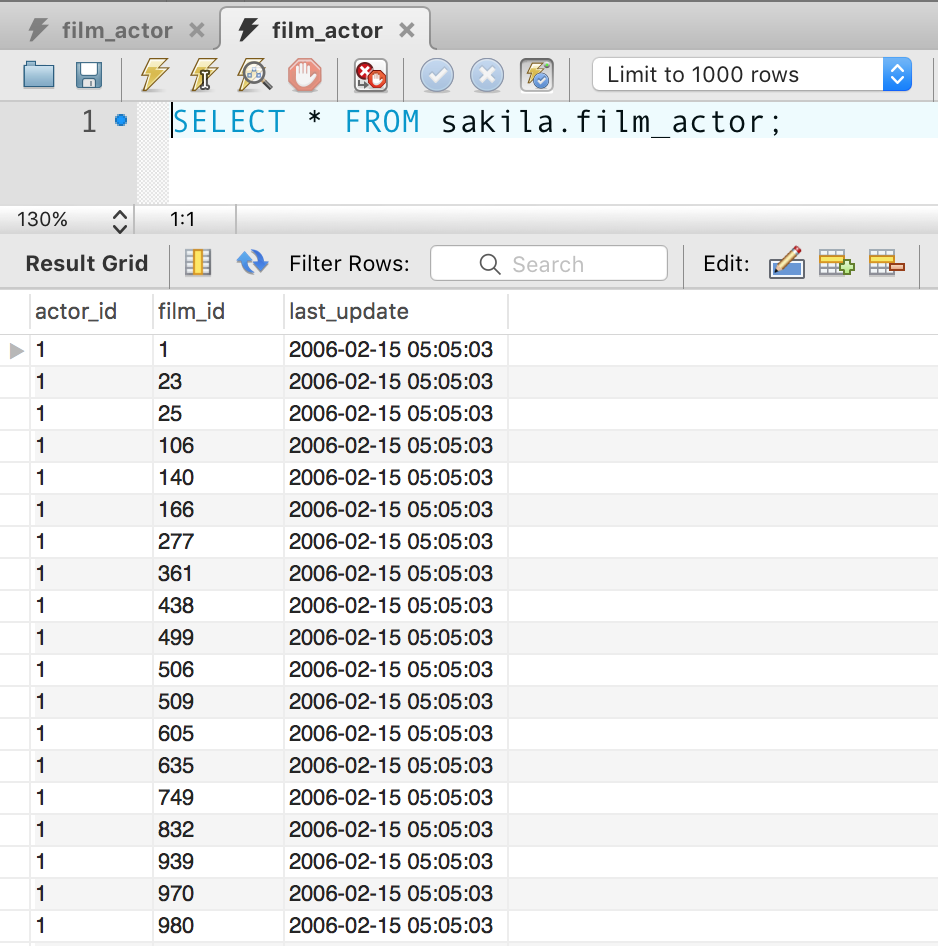 film_actor film_actor
Limit to 1000 rows
1 SELECT * FROM sakila.film_actor;
130% 1:1
Result Grid Filter Rows: Search Edit:
actor_id film_id last_update
1 1 2006-02-15 05:05:03
1 23 2006-02-15 05:05:03
1 25 2006-02-15 05:05:03
1 106 2006-02-15 05:05:03
1 140 2006-02-15 05:05:03
1 166 2006-02-15 05:05:03
1 277 2006-02-15 05:05:03
1 361 2006-02-15 05:05:03
1 438 2006-02-15 05:05:03
1 499 2006-02-15 05:05:03
1 506 2006-02-15 05:05:03
1 509 2006-02-15 05:05:03
1 605 2006-02-15 05:05:03
1 635 2006-02-15 05:05:03
1 749 2006-02-15 05:05:03
1 832 2006-02-15 05:05:03
1 939 2006-02-15 05:05:03
1 970 2006-02-15 05:05:03
1 980 2006-02-15 05:05:03